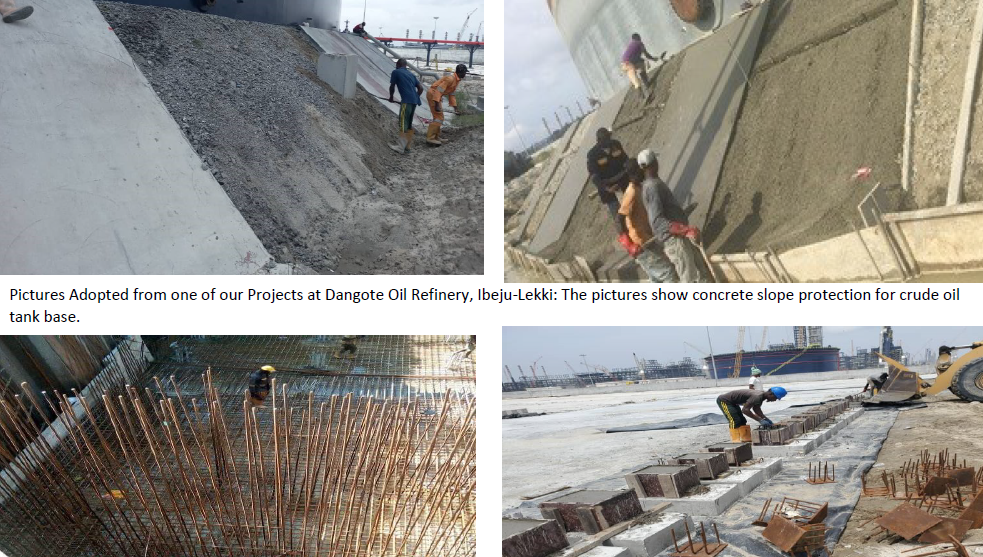 Pictures Adopted from one of our Projects at Dangote Oil Refinery, Ibeju-Lekki: The pictures show concrete slope protection for crude oil
tank base.